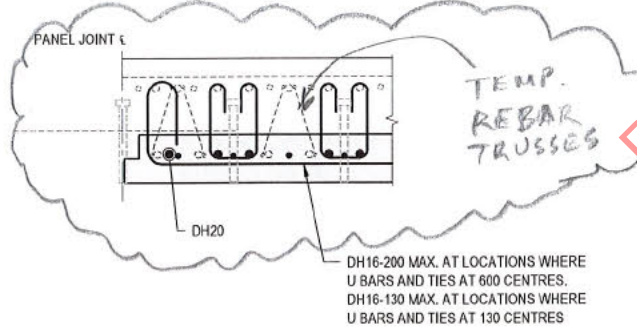 PANEL JOINT ℄
TEMP.
REBAR
TRUSSES
DH20
DH16-200 MAX. AT LOCATIONS WHERE
U BARS AND TIES AT 600 CENTRES.
DH16-130 MAX. AT LOCATIONS WHERE
U BARS AND TIES AT 130 CENTRES